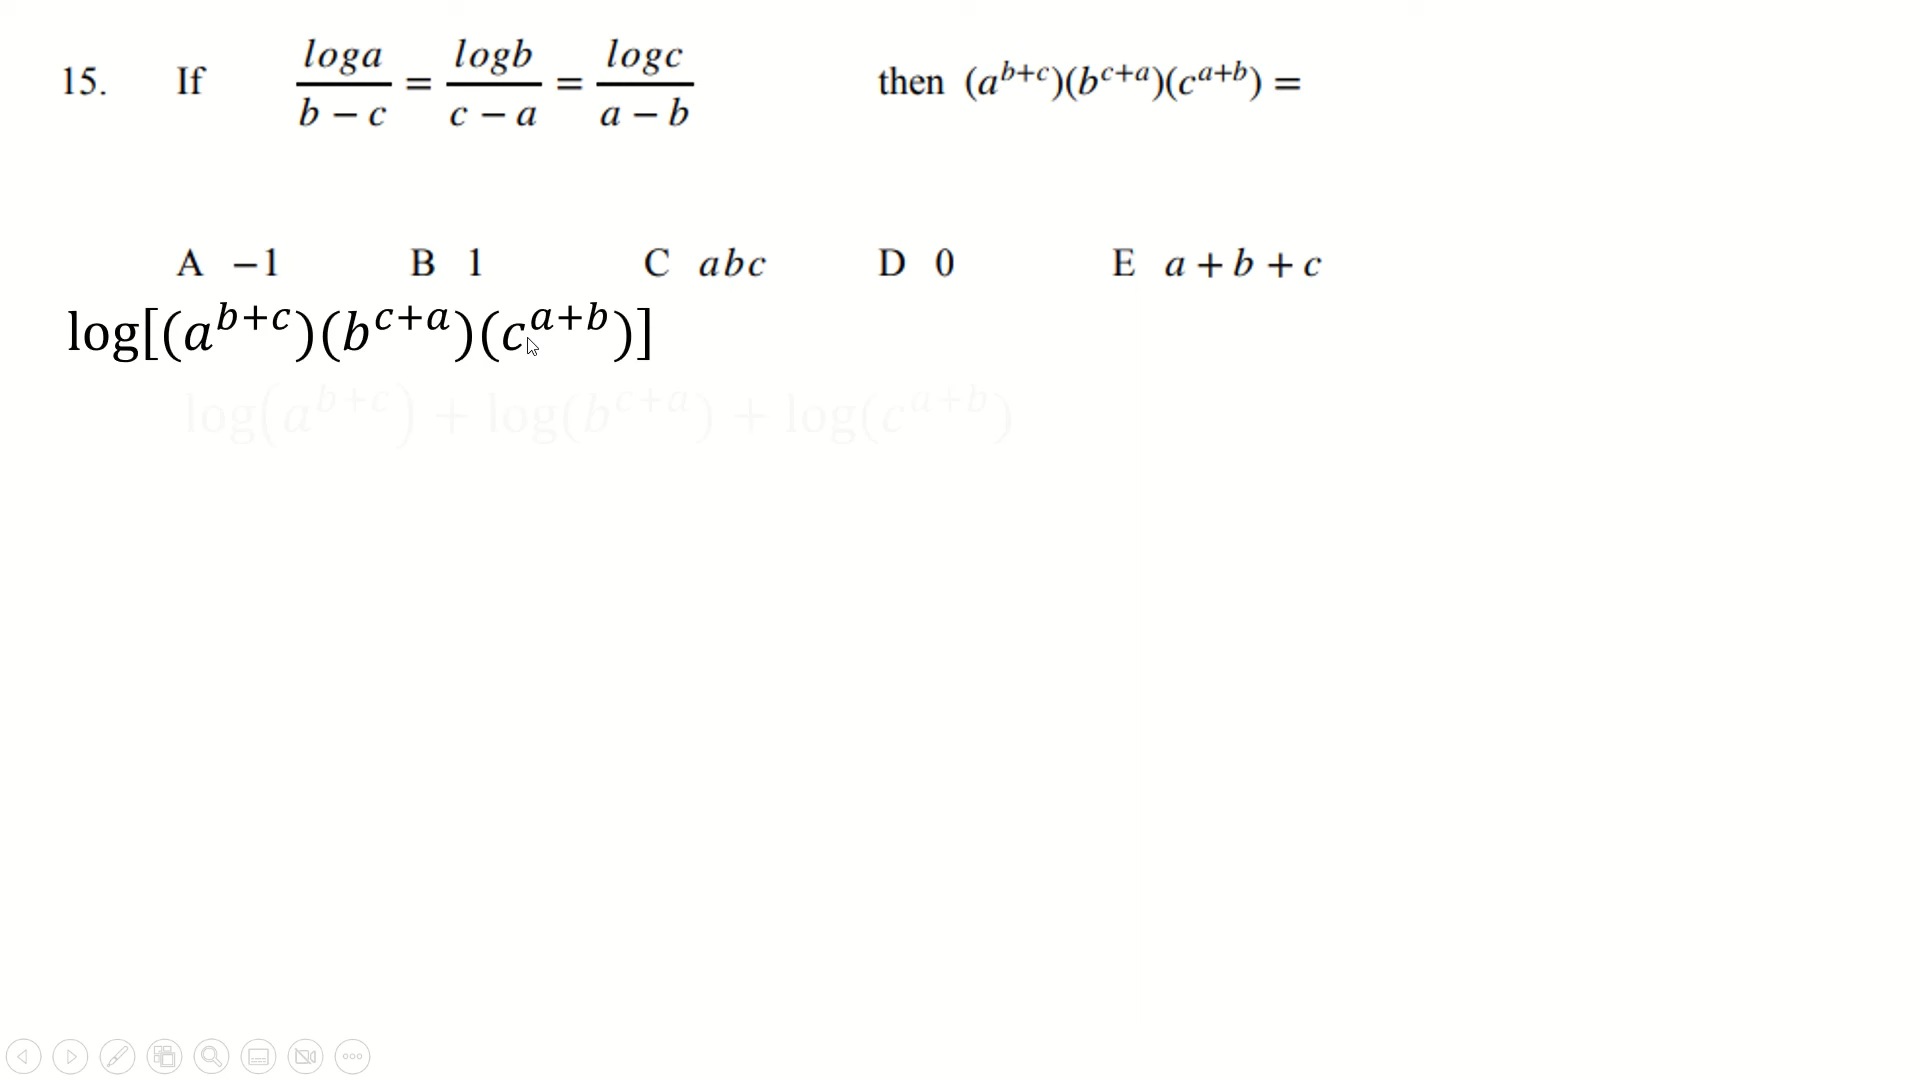 15. If loga/(b − c) = logb/(c − a) = logc/(a − b) then (a^{b+c})(b^{c+a})(c^{a+b}) =
A −1 B 1 C abc D 0 E a + b + c
log[(a^{b+c})(b^{c+a})(c^{a+b})]
log(a^{b+c}) + log(b^{c+a}) + log(c^{a+b})